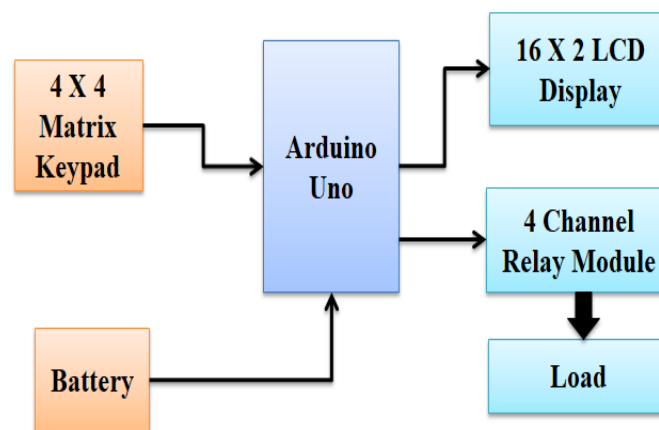 4 X 4
Matrix
Keypad
Arduino
Uno
16 X 2 LCD
Display
4 Channel
Relay Module
Battery
Load